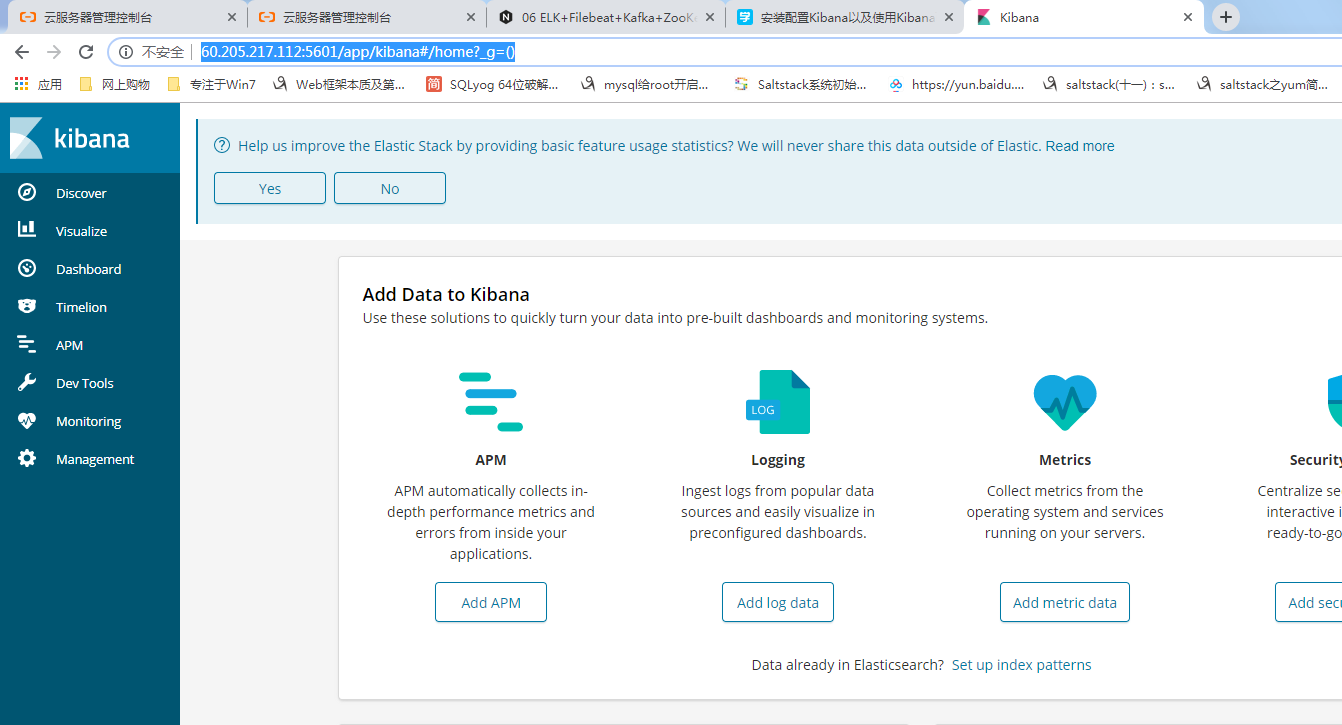 云服务器管理控制台
云服务器管理控制台
06 ELK+Filebeat+Kafka+ZooK
安装配置Kibana以及使用Kibana
Kibana
不安全
60.205.217.112:5601/app/kibana#/home?_g=()
应用
网上购物
专注于Win7
Web框架本质及第...
简
SQLyog 64位破解...
mysql给root开启...
Saltstack系统初始...
https://yun.baidu....
saltstack(十一)：s...
saltstack之yum简...
kibana
Help us improve the Elastic Stack by providing basic feature usage statistics? We will never share this data outside of Elastic. Read more
Yes
No
Discover
Visualize
Dashboard
Timelion
APM
Dev Tools
Monitoring
Management
Add Data to Kibana
Use these solutions to quickly turn your data into pre-built dashboards and monitoring systems.
APM
APM automatically collects in-
depth performance metrics and
errors from inside your
applications.
Add APM
LOG
Logging
Ingest logs from popular data
sources and easily visualize in
preconfigured dashboards.
Add log data
Metrics
Collect metrics from the
operating system and services
running on your servers.
Add metric data
Security
Centralize se
interactive i
ready-to-go
Add secu
Data already in Elasticsearch? Set up index patterns